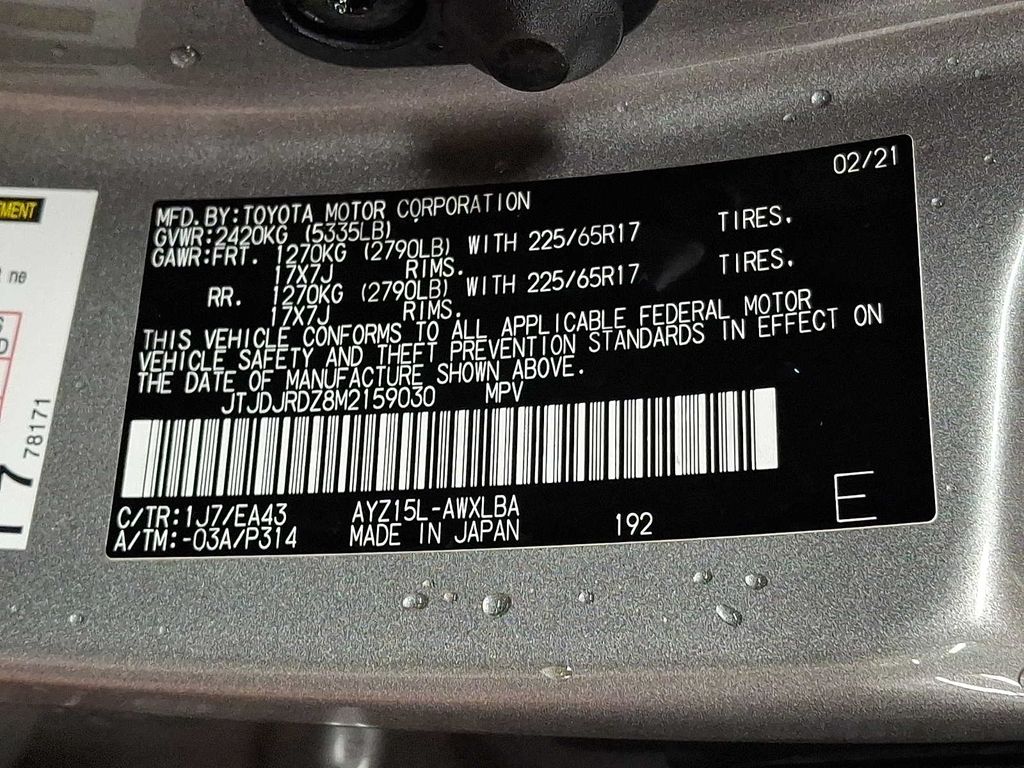 02/21
MFD. BY: TOYOTA MOTOR CORPORATION
GVWR: 2420KG (5335LB)
GAWR: FRT. 1270KG (2790LB) WITH 225/65R17 TIRES.
17X7J RIMS.
RR. 1270KG (2790LB) WITH 225/65R17 TIRES.
17X7J RIMS.
THIS VEHICLE CONFORMS TO ALL APPLICABLE FEDERAL MOTOR
VEHICLE SAFETY AND THEFT PREVENTION STANDARDS IN EFFECT ON
THE DATE OF MANUFACTURE SHOWN ABOVE.
JTJDJRDZ8M2159030 MPV
C/TR: 1J7/EA43 AYZ15L-AWXLBA
A/TM: -03A/P314 MADE IN JAPAN 192 E
ne
78171